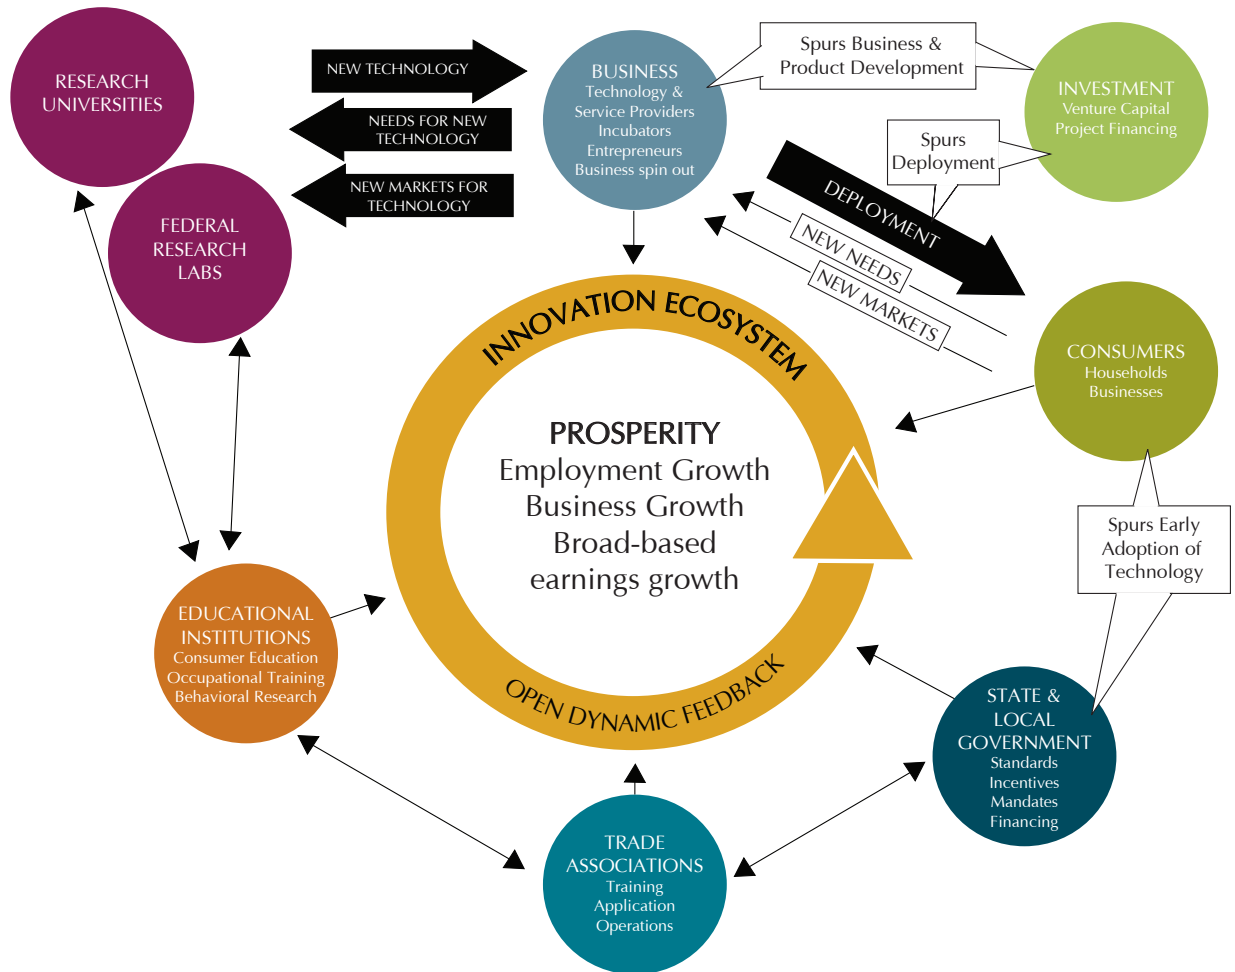 RESEARCH
UNIVERSITIES
FEDERAL
RESEARCH
LABS
NEW TECHNOLOGY
NEEDS FOR NEW
TECHNOLOGY
NEW MARKETS FOR
TECHNOLOGY
BUSINESS
Technology &
Service Providers
Incubators
Entrepreneurs
Business spin out
Spurs Business &
Product Development
INVESTMENT
Venture Capital
Project Financing
Spurs
Deployment
DEPLOYMENT
NEW NEEDS
NEW MARKETS
CONSUMERS
Households
Businesses
INNOVATION ECOSYSTEM
PROSPERITY
Employment Growth
Business Growth
Broad-based
earnings growth
OPEN DYNAMIC FEEDBACK
Spurs Early
Adoption of
Technology
EDUCATIONAL
INSTITUTIONS
Consumer Education
Occupational Training
Behavioral Research
STATE &
LOCAL
GOVERNMENT
Standards
Incentives
Mandates
Financing
TRADE
ASSOCIATIONS
Training
Application
Operations